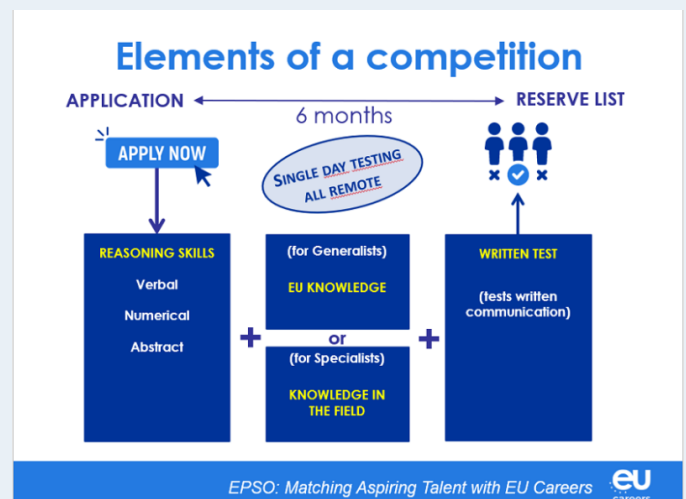 Elements of a competition
APPLICATION
RESERVE LIST
6 months
APPLY NOW
SINGLE DAY TESTING
ALL REMOTE
REASONING SKILLS
Verbal
Numerical
Abstract
+
(for Generalists)
EU KNOWLEDGE
or
(for Specialists)
KNOWLEDGE IN
THE FIELD
+
WRITTEN TEST
(tests written
communication)
EPSO: Matching Aspiring Talent with EU Careers
eu
careers